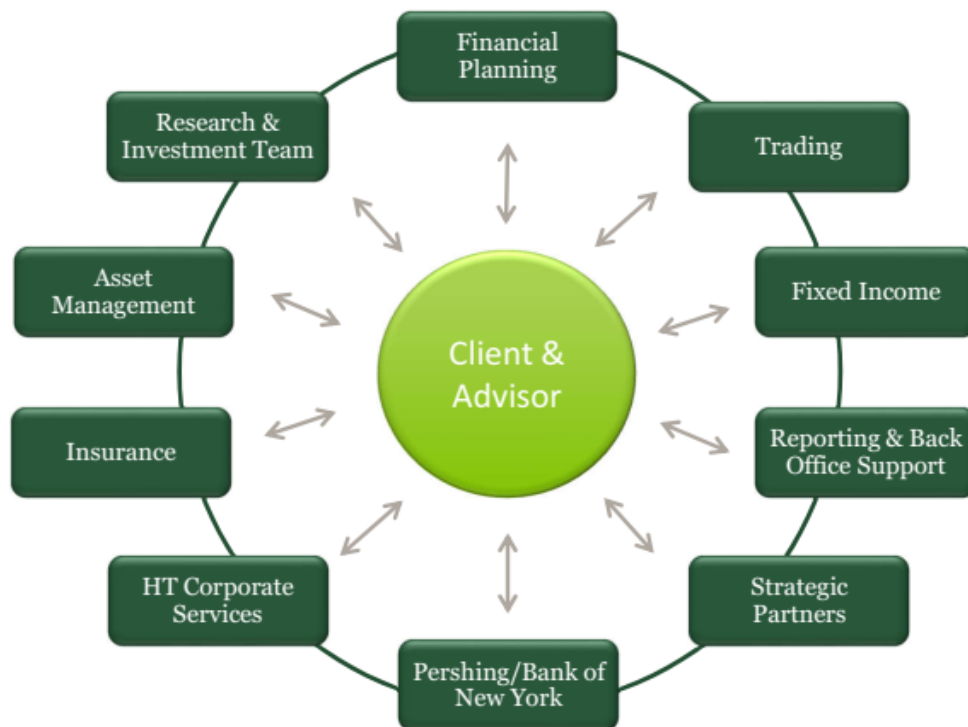 Financial
Planning
Research &
Investment Team
Trading
Asset
Management
Fixed Income
Client &
Advisor
Insurance
Reporting & Back
Office Support
HT Corporate
Services
Strategic
Partners
Pershing/Bank of
New York